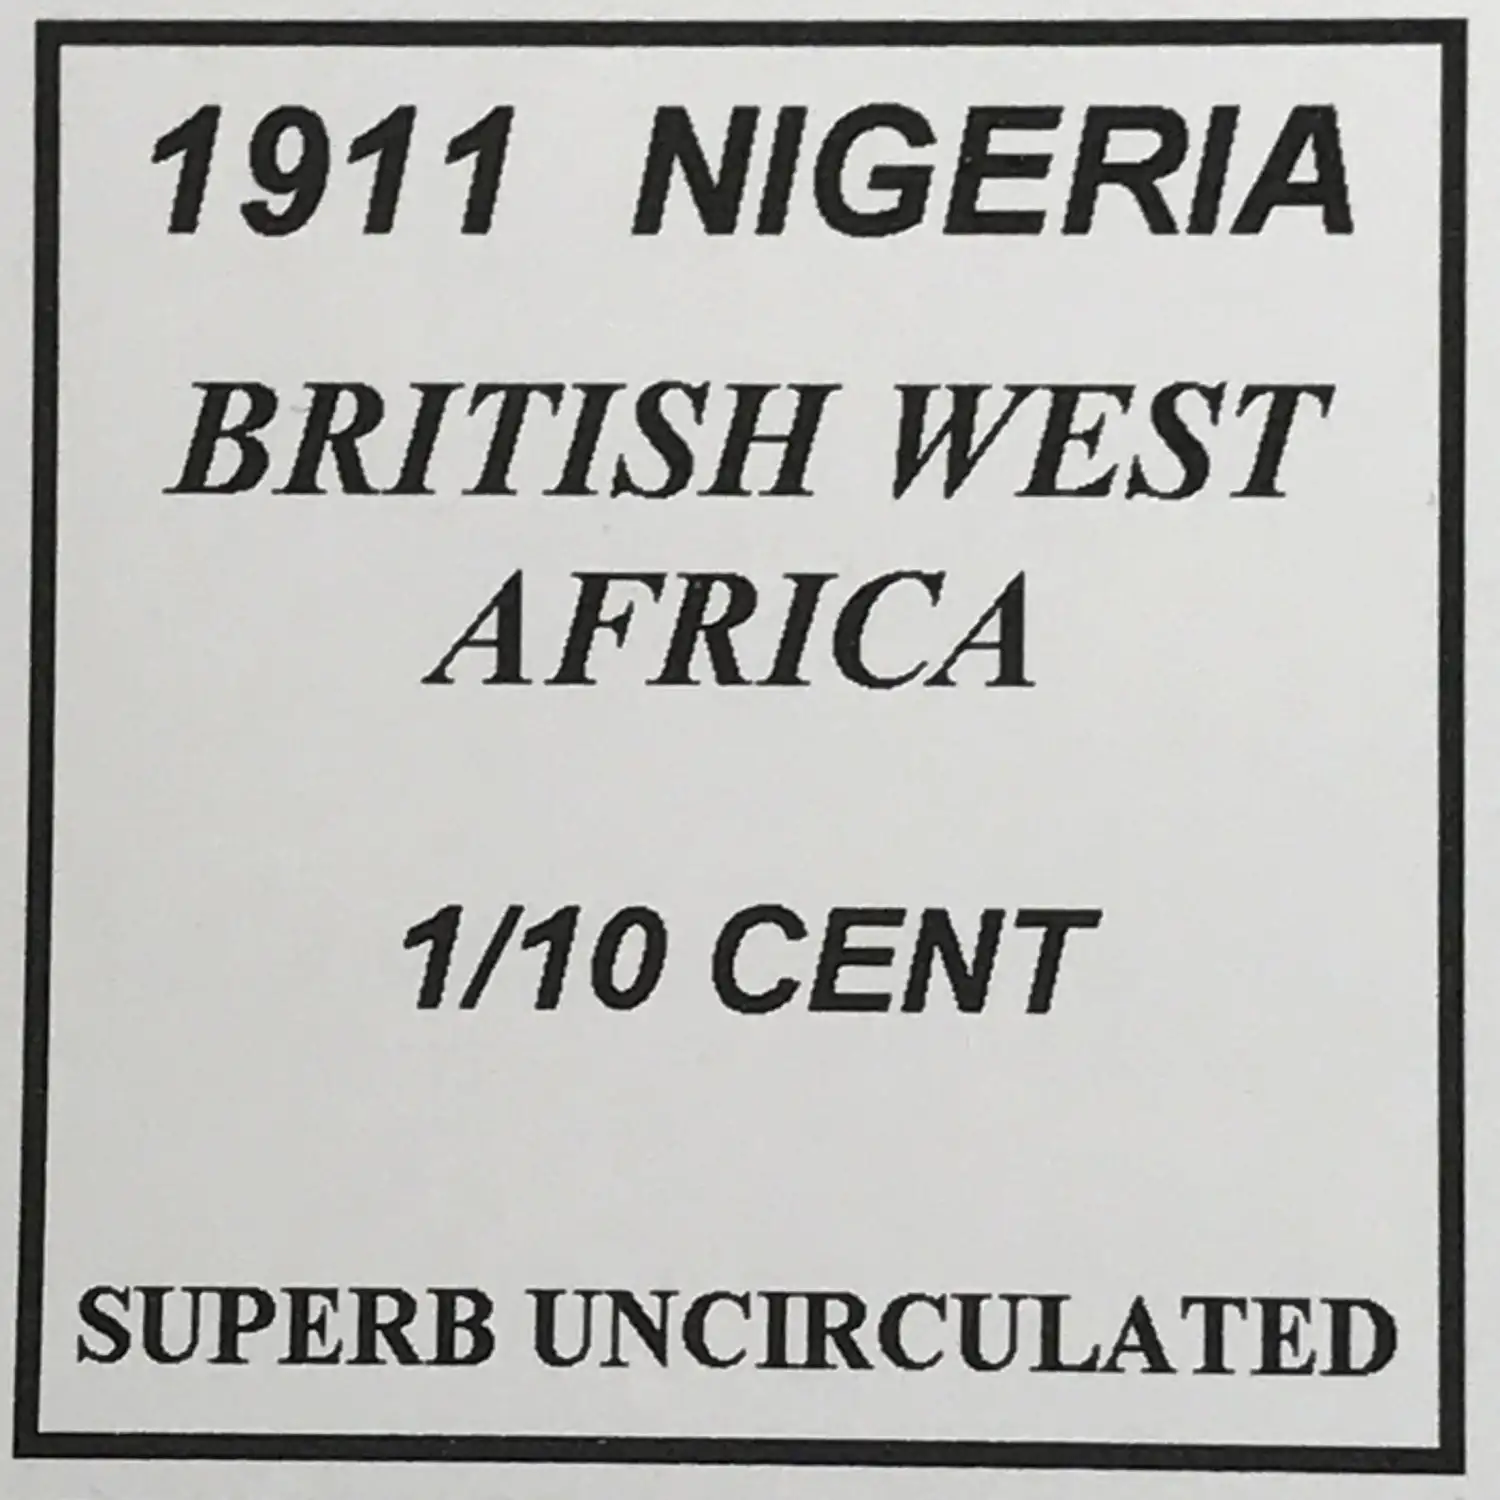 1911 NIGERIA
BRITISH WEST
AFRICA
1/10 CENT
SUPERB UNCIRCULATED